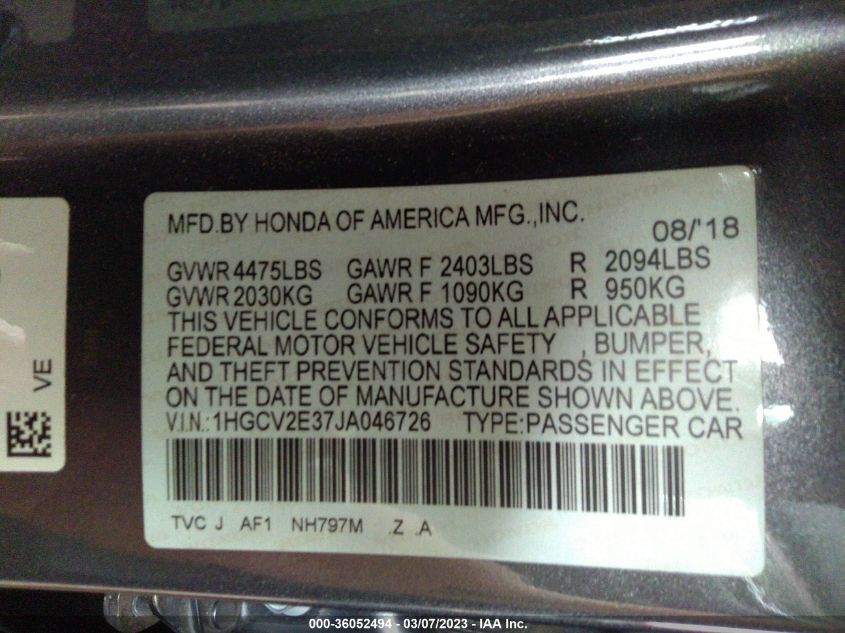 MFD.BY HONDA OF AMERICA MFG.,INC. 08/'18
GVWR 4475LBS GAWR F 2403LBS R 2094LBS
GVWR 2030KG GAWR F 1090KG R 950KG
THIS VEHICLE CONFORMS TO ALL APPLICABLE
FEDERAL MOTOR VEHICLE SAFETY , BUMPER,
AND THEFT PREVENTION STANDARDS IN EFFECT
ON THE DATE OF MANUFACTURE SHOWN ABOVE.
V.I.N.:1HGCV2E37JA046726 TYPE:PASSENGER CAR
TVC J AF1 NH797M .Z .A
VE
000-36052494 — 03/07/2023 — IAA Inc.